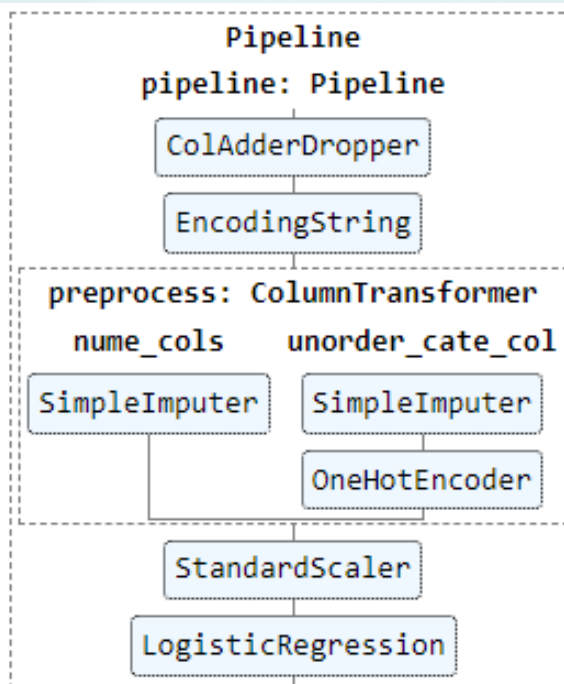 Pipeline
pipeline: Pipeline
ColAdderDropper
EncodingString
preprocess: ColumnTransformer
nume_cols unorder_cate_col
SimpleImputer SimpleImputer
OneHotEncoder
StandardScaler
LogisticRegression